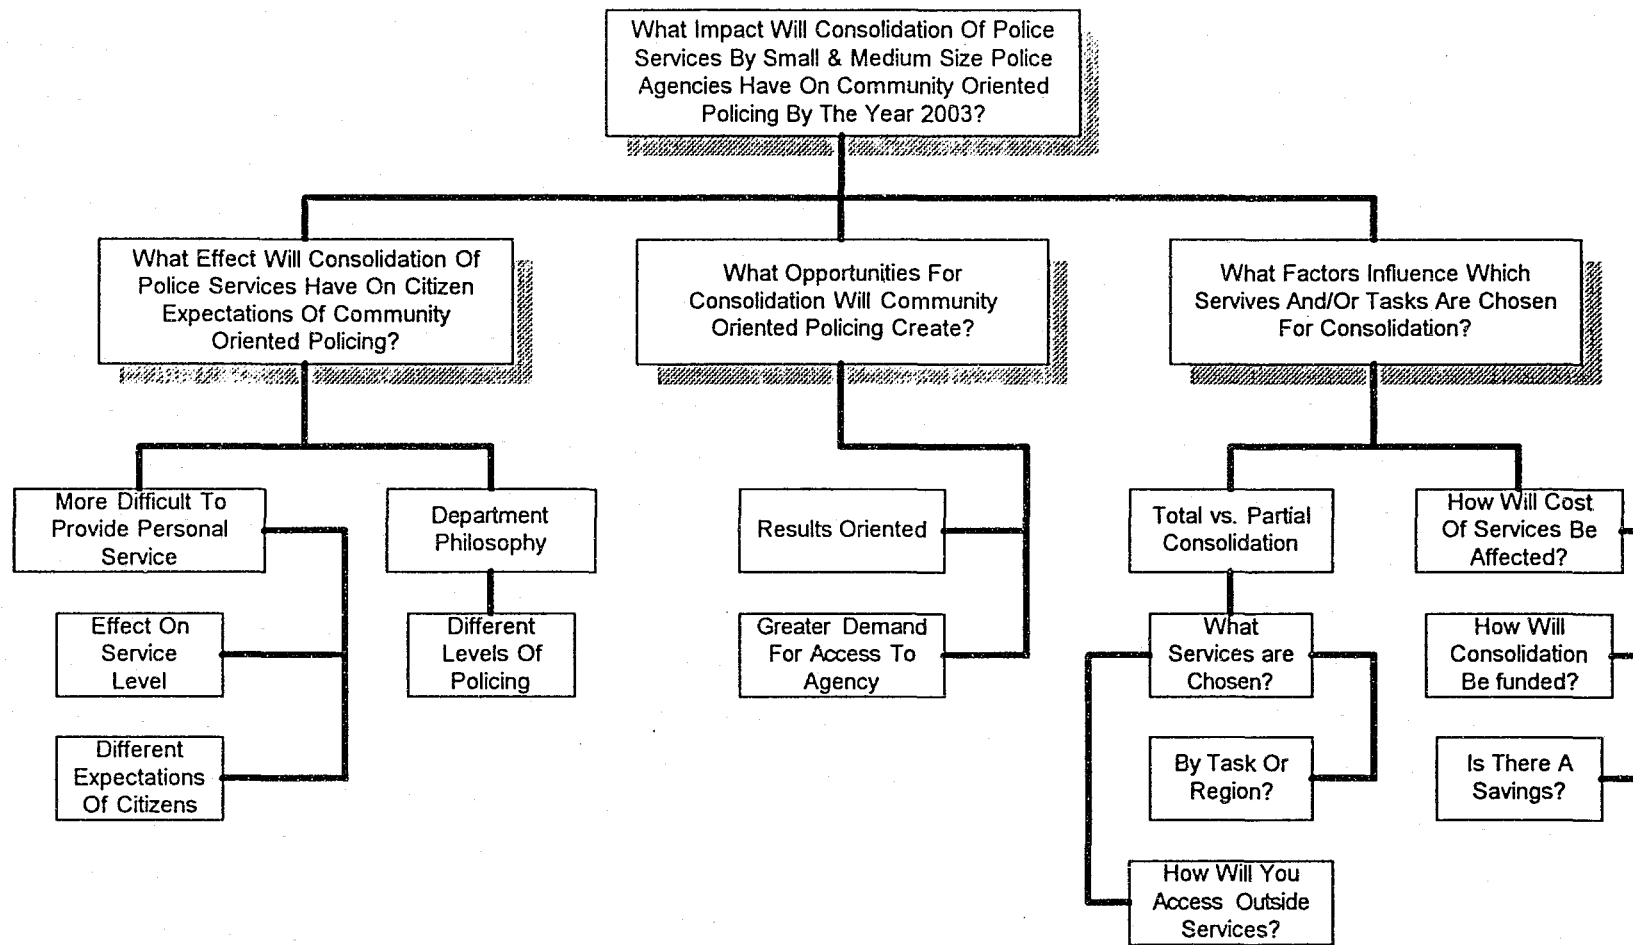 What Impact Will Consolidation Of Police
Services By Small & Medium Size Police
Agencies Have On Community Oriented
Policing By The Year 2003?
What Effect Will Consolidation Of
Police Services Have On Citizen
Expectations Of Community
Oriented Policing?
What Opportunities For
Consolidation Will Community
Oriented Policing Create?
What Factors Influence Which
Servives And/Or Tasks Are Chosen
For Consolidation?
More Difficult To
Provide Personal
Service
Department
Philosophy
Results Oriented
Total vs. Partial
Consolidation
How Will Cost
Of Services Be
Affected?
Effect On
Service
Level
Different
Levels Of
Policing
Greater Demand
For Access To
Agency
What
Services are
Chosen?
How Will
Consolidation
Be funded?
Different
Expectations
Of Citizens
By Task Or
Region?
Is There A
Savings?
How Will You
Access Outside
Services?